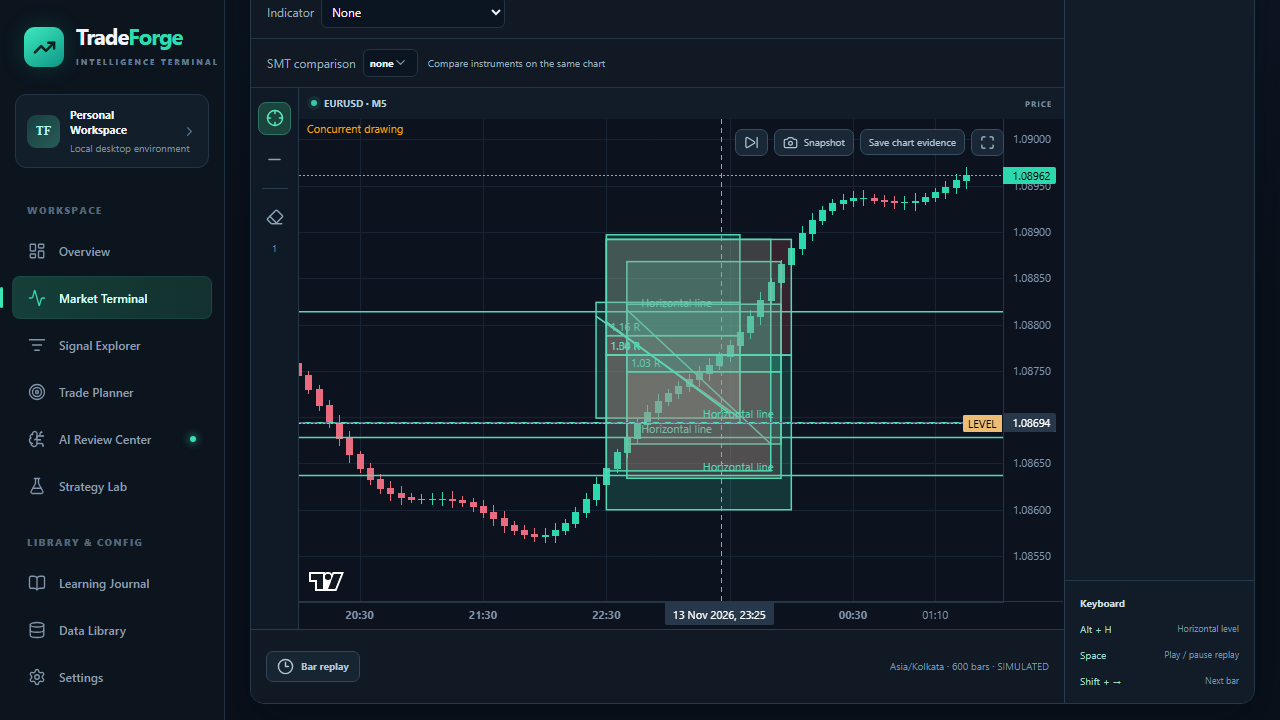 TradeForge
INTELLIGENCE TERMINAL
TF
Personal Workspace
Local desktop environment
WORKSPACE
Overview
Market Terminal
Signal Explorer
Trade Planner
AI Review Center
Strategy Lab
LIBRARY & CONFIG
Learning Journal
Data Library
Settings
Indicator
None
SMT comparison
none
Compare instruments on the same chart
EURUSD · M5
PRICE
Concurrent drawing
Snapshot
Save chart evidence
1
1.09000
1.08962
1.08950
1.08900
1.08850
1.08800
1.08750
LEVEL
1.08694
1.08650
1.08600
1.08550
Horizontal line
1.16 R
1.03 R
Horizontal line
Horizontal line
Horizontal line
20:30
21:30
22:30
13 Nov 2026, 23:25
00:30
01:10
Bar replay
Asia/Kolkata · 600 bars · SIMULATED
Keyboard
Alt + H
Horizontal level
Space
Play / pause replay
Shift + →
Next bar